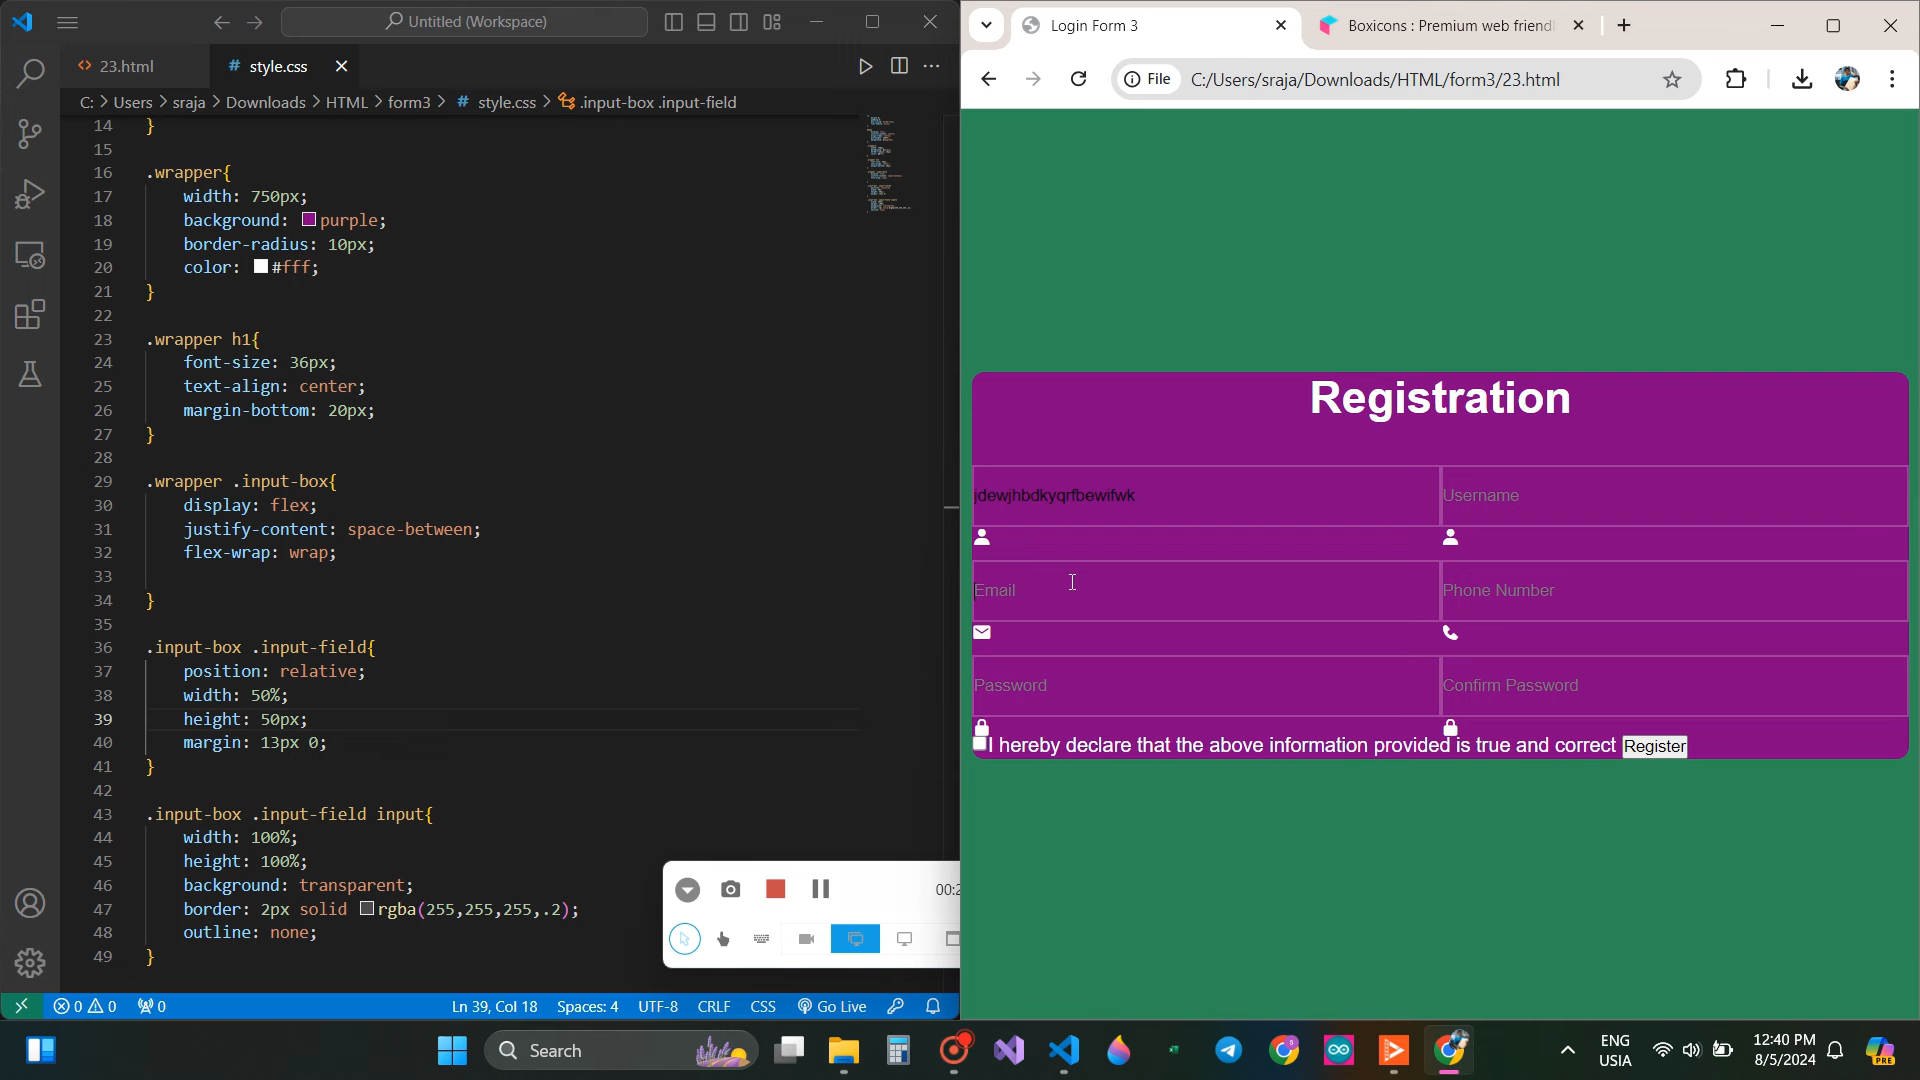 Untitled (Workspace)
23.html
style.css
C: > Users > sraja > Downloads > HTML > form3 > # style.css > .input-box .input-field
14 }
15
16 .wrapper{
17 width: 750px;
18 background: purple;
19 border-radius: 10px;
20 color: #fff;
21 }
22
23 .wrapper h1{
24 font-size: 36px;
25 text-align: center;
26 margin-bottom: 20px;
27 }
28
29 .wrapper .input-box{
30 display: flex;
31 justify-content: space-between;
32 flex-wrap: wrap;
33
34 }
35
36 .input-box .input-field{
37 position: relative;
38 width: 50%;
39 height: 50px;
40 margin: 13px 0;
41 }
42
43 .input-box .input-field input{
44 width: 100%;
45 height: 100%;
46 background: transparent;
47 border: 2px solid rgba(255,255,255,.2);
48 outline: none;
49 }
00:2
0 0 0
Ln 39, Col 18 Spaces: 4 UTF-8 CRLF CSS Go Live
Login Form 3
Boxicons : Premium web friend
File C:/Users/sraja/Downloads/HTML/form3/23.html
Registration
jdewjhbdkyqrfbewifwk
Username
Email
Phone Number
Password
Confirm Password
I hereby declare that the above information provided is true and correct Register
Search
ENG
USIA
12:40 PM
8/5/2024
PRE